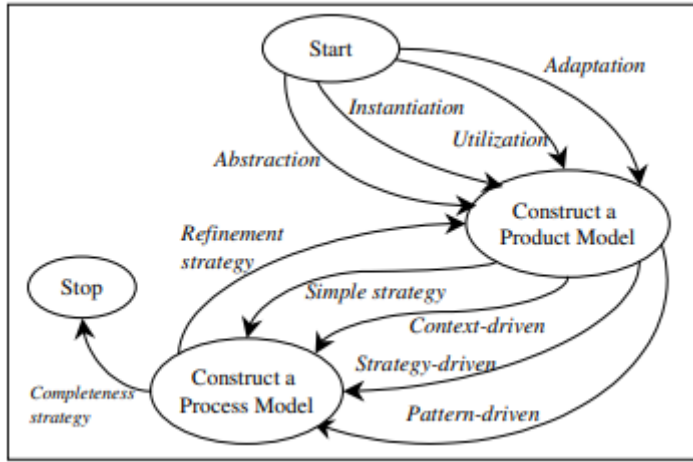 Start
Adaptation
Instantiation
Utilization
Abstraction
Construct a
Product Model
Refinement
strategy
Stop
Simple strategy
Context-driven
Strategy-driven
Construct a
Process Model
Completeness
strategy
Pattern-driven